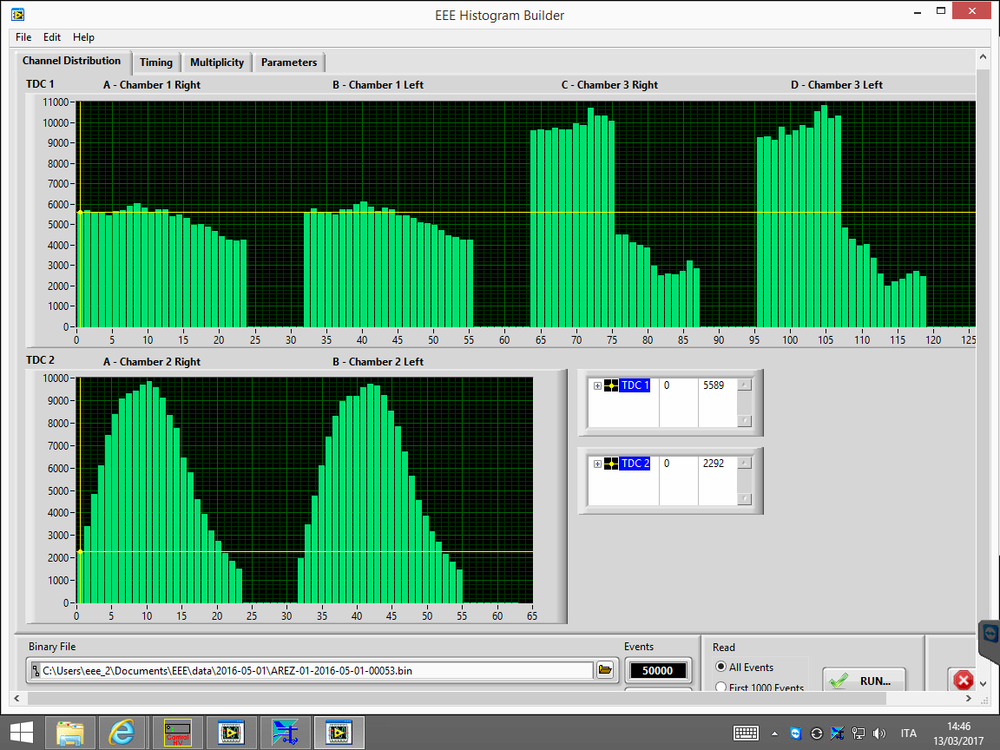 EEE Histogram Builder
File Edit Help
Channel Distribution Timing Multiplicity Parameters
TDC 1 A - Chamber 1 Right B - Chamber 1 Left C - Chamber 3 Right D - Chamber 3 Left
11000
10000
9000
8000
7000
6000
5000
4000
3000
2000
1000
0
0 5 10 15 20 25 30 35 40 45 50 55 60 65 70 75 80 85 90 95 100 105 110 115 120 125
TDC 2 A - Chamber 2 Right B - Chamber 2 Left
10000
9000
8000
7000
6000
5000
4000
3000
2000
1000
0
0 5 10 15 20 25 30 35 40 45 50 55 60 65
TDC 1 0 5589
TDC 2 0 2292
Binary File Events Read
C:\Users\eee_2\Documents\EEE\data\2016-05-01\AREZ-01-2016-05-01-00053.bin 50000 All Events
First 1000 Events RUN...
Control
HV
ITA 14:46
13/03/2017